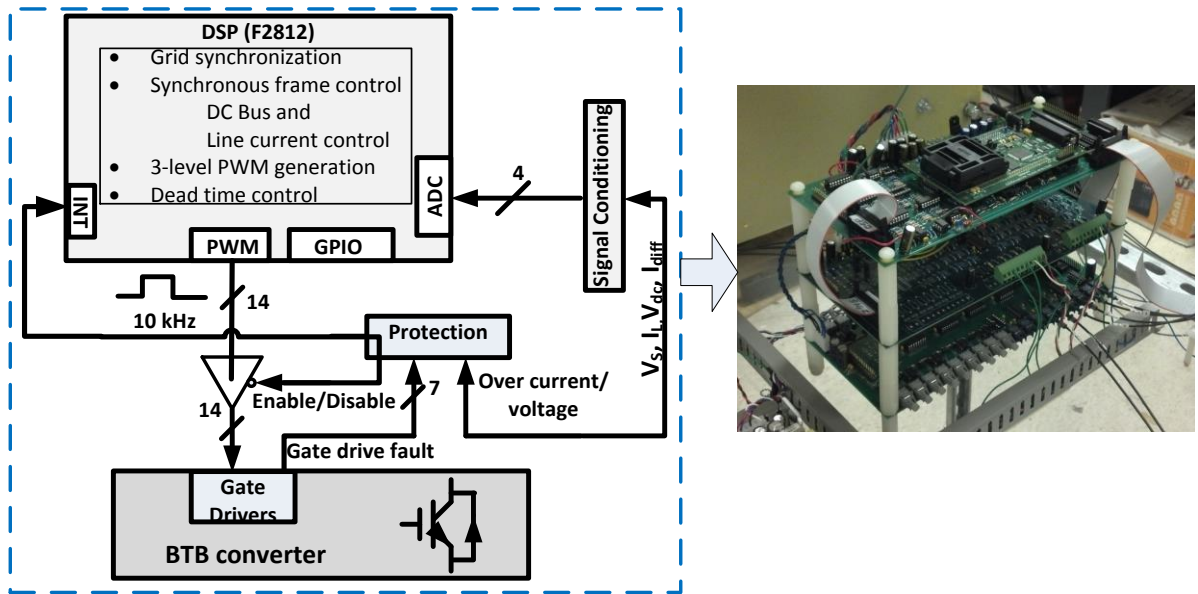 DSP (F2812)
• Grid synchronization
• Synchronous frame control
DC Bus and
Line current control
• 3-level PWM generation
• Dead time control
INT
ADC
PWM
GPIO
4
Signal Conditioning
VS, IL, Vdc, Idiff
10 kHz
14
Protection
Enable/Disable
14
7
Over current/
voltage
Gate drive fault
Gate
Drivers
BTB converter